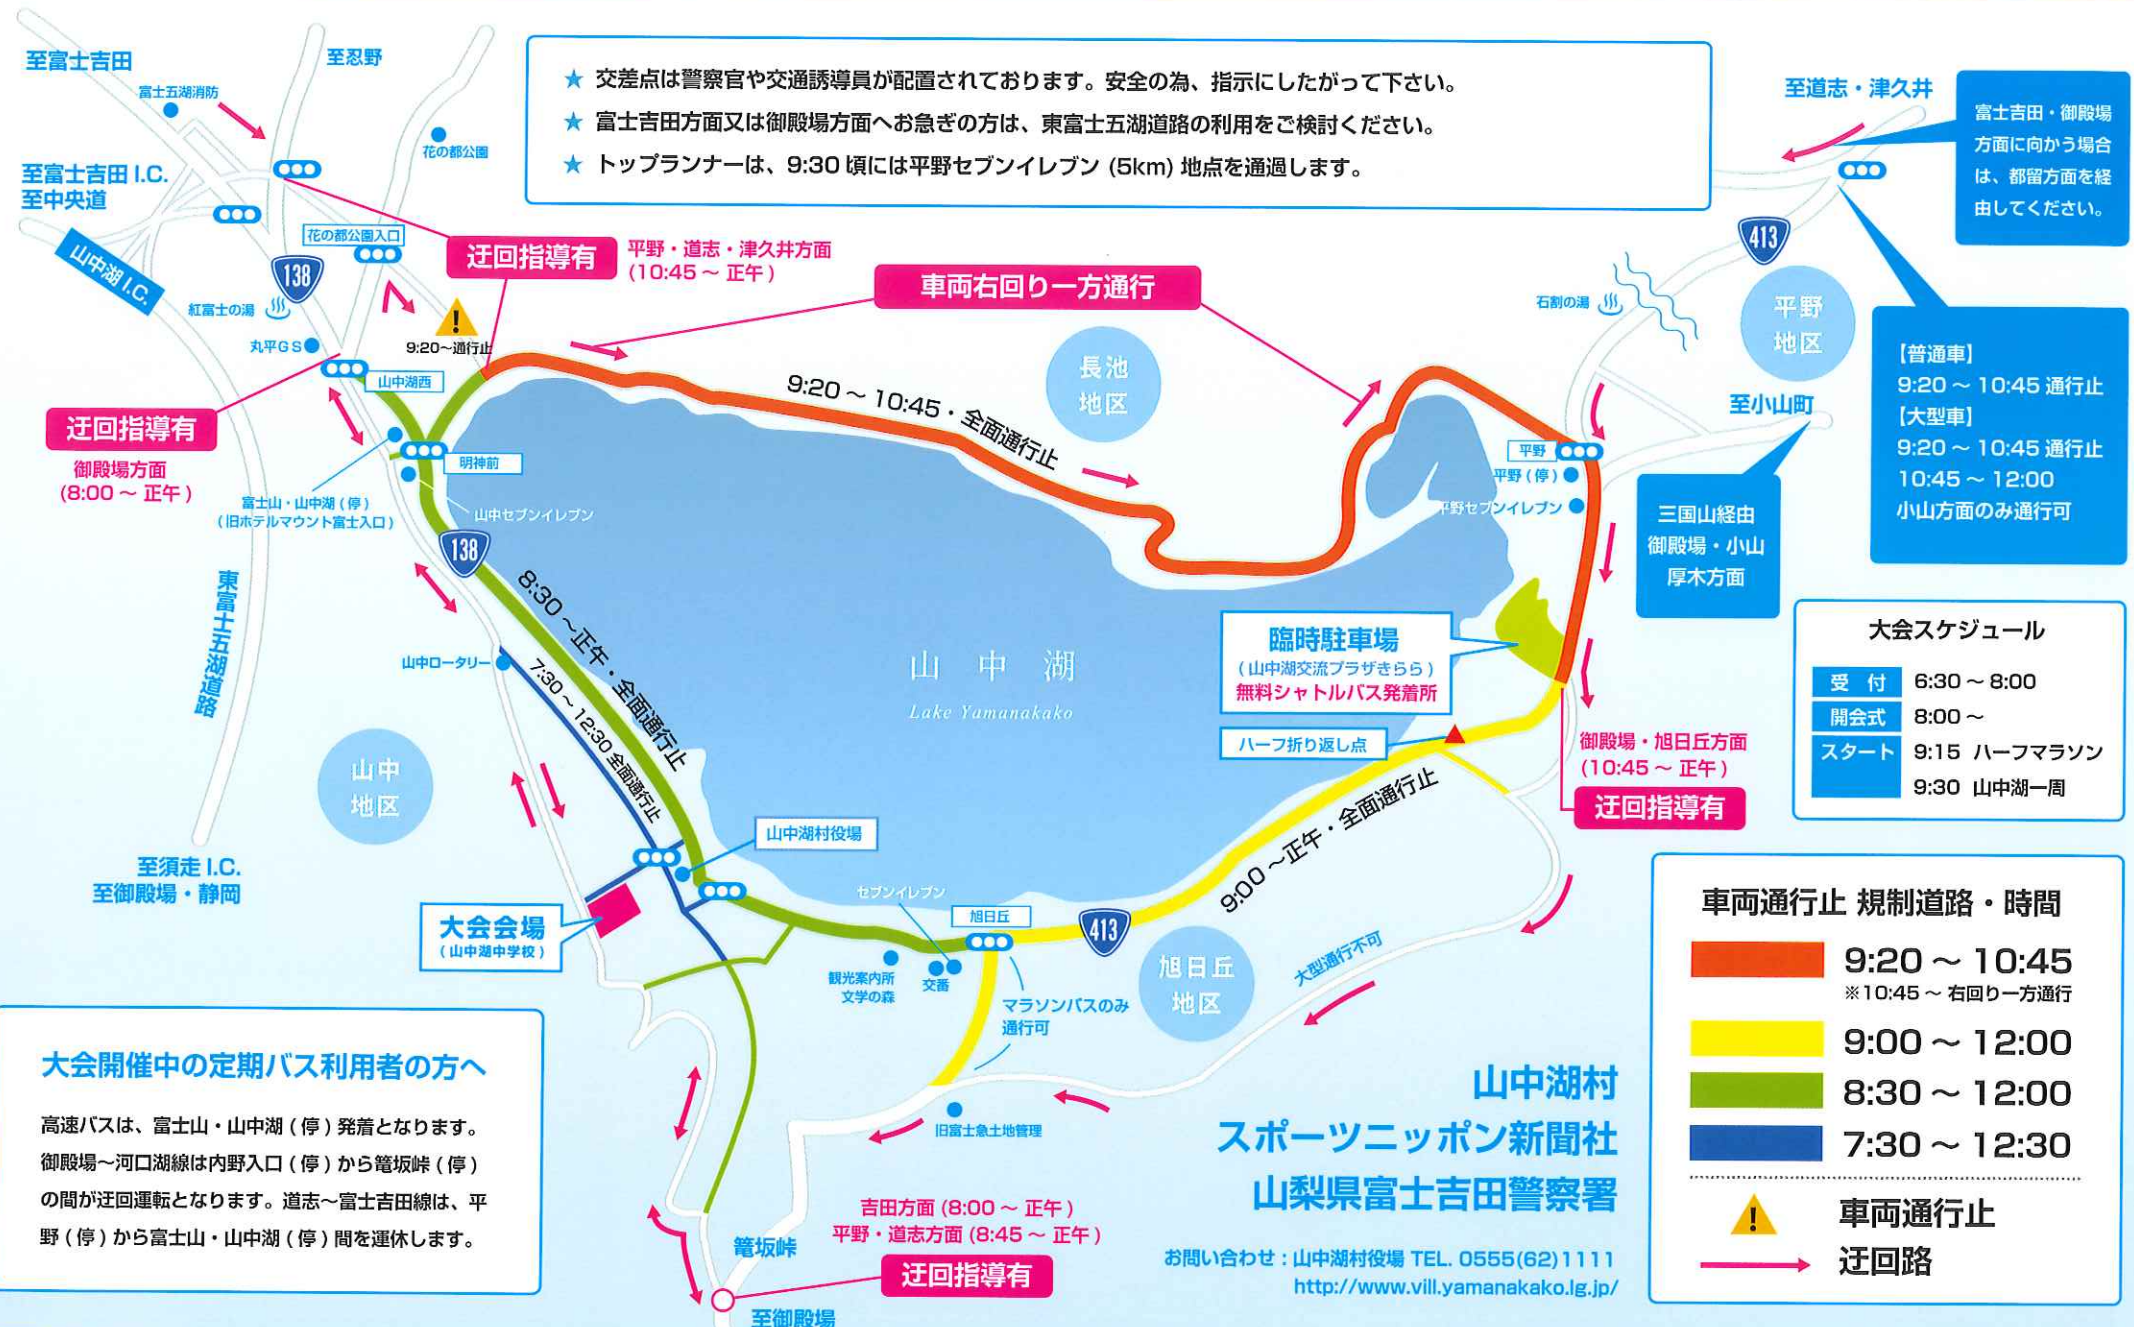 至富士吉田
富士五湖消防
至忍野
花の都公園
至富士吉田 I.C.
至中央道
山中湖 I.C.
花の都公園入口
138
紅富士の湯
丸平GS
9:20～通行止
山中湖西
★ 交差点は警察官や交通誘導員が配置されております。安全の為、指示にしたがって下さい。
★ 富士吉田方面又は御殿場方面へお急ぎの方は、東富士五湖道路の利用をご検討ください。
★ トップランナーは、9:30 頃には平野セブンイレブン (5km) 地点を通過します。
迂回指導有
平野・道志・津久井方面
(10:45 ～ 正午 )
車両右回り一方通行
至道志・津久井
富士吉田・御殿場
方面に向かう場合
は、都留方面を経
由してください。
413
石割の湯
平野
地区
【普通車】
9:20 ～ 10:45 通行止
【大型車】
9:20 ～ 10:45 通行止
10:45 ～ 12:00
小山方面のみ通行可
至小山町
三国山経由
御殿場・小山
厚木方面
長池
地区
9:20 ～ 10:45・全面通行止
迂回指導有
御殿場方面
(8:00 ～ 正午 )
明神前
富士山・山中湖 ( 停 )
( 旧ホテルマウント富士入口 )
山中セブンイレブン
138
平野
平野 ( 停 )
平野セブンイレブン
東富士五湖道路
8:30 ～正午・全面通行止
7:30 ～ 12:30 全面通行止
山中ロータリー
山中湖
Lake Yamanakako
臨時駐車場
( 山中湖交流プラザきらら )
無料シャトルバス発着所
ハーフ折り返し点
御殿場・旭日丘方面
(10:45 ～ 正午 )
迂回指導有
大会スケジュール
受付 6:30 ～ 8:00
開会式 8:00 ～
スタート 9:15 ハーフマラソン
9:30 山中湖一周
山中
地区
至須走 I.C.
至御殿場・静岡
山中湖村役場
大会会場
( 山中湖中学校 )
セブンイレブン
旭日丘
413
9:00 ～正午・全面通行止
観光案内所
文学の森
交番
マラソンバスのみ
通行可
旭日丘
地区
大型通行不可
旧富士急土地管理
車両通行止 規制道路・時間
9:20 ～ 10:45
※10:45 ～ 右回り一方通行
9:00 ～ 12:00
8:30 ～ 12:00
7:30 ～ 12:30
車両通行止
迂回路
大会開催中の定期バス利用者の方へ
高速バスは、富士山・山中湖 ( 停 ) 発着となります。
御殿場～河口湖線は内野入口 ( 停 ) から篭坂峠 ( 停 )
の間が迂回運転となります。道志～富士吉田線は、平
野 ( 停 ) から富士山・山中湖 ( 停 ) 間を運休します。
篭坂峠
吉田方面 (8:00 ～ 正午 )
平野・道志方面 (8:45 ～ 正午 )
迂回指導有
至御殿場
山中湖村
スポーツニッポン新聞社
山梨県富士吉田警察署
お問い合わせ : 山中湖村役場 TEL. 0555(62)1111
http://www.vill.yamanakako.lg.jp/